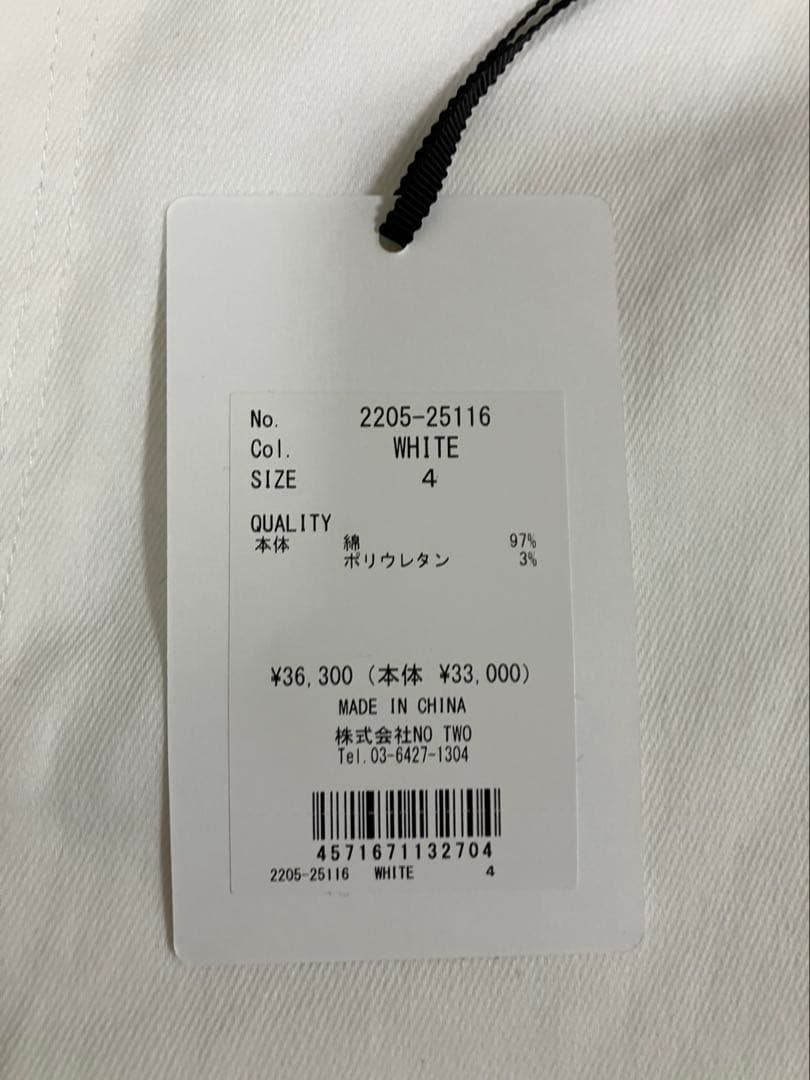 No. 2205-25116
Col. WHITE
SIZE 4
QUALITY
本体 綿 97%
ポリウレタン 3%
¥36,300 (本体 ¥33,000)
MADE IN CHINA
株式会社NO TWO
Tel.03-6427-1304
4571671132704
2205-25116 WHITE 4